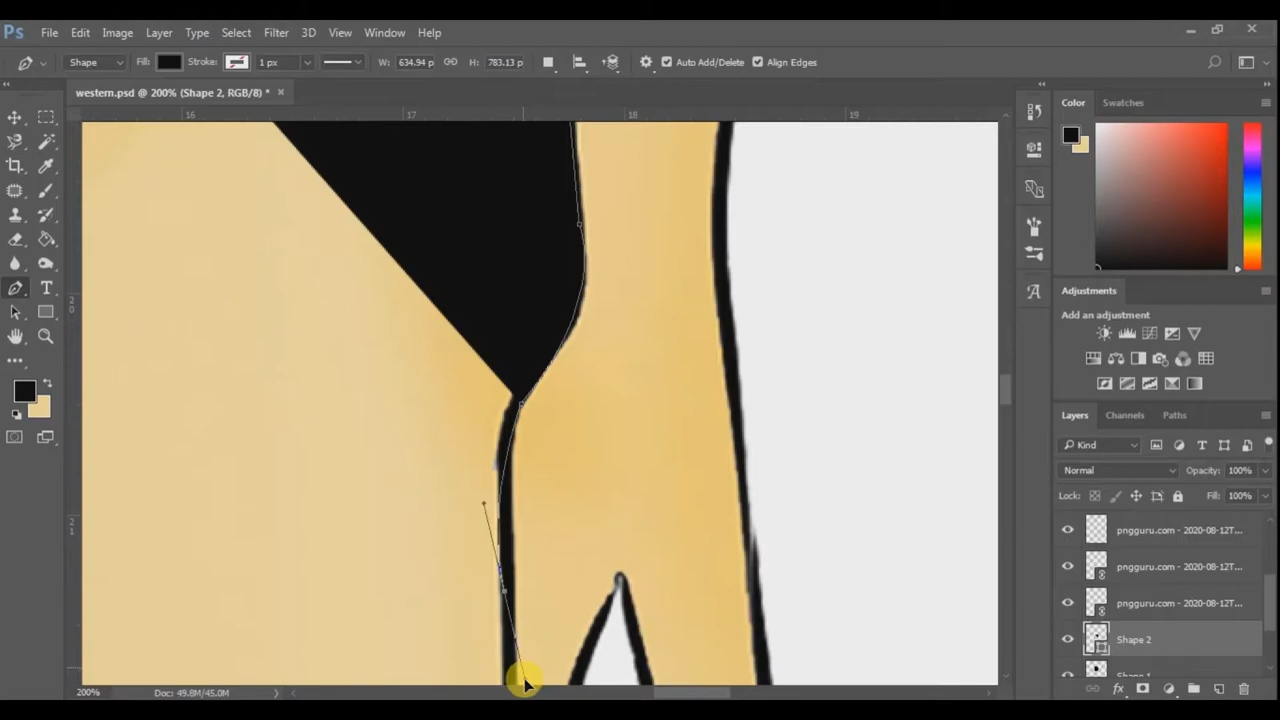 Ps File Edit Image Layer Type Select Filter 3D View Window Help
Shape Fill: Stroke: 1 px W: 634.94 p H: 783.13 p Auto Add/Delete Align Edges
western.psd @ 200% (Shape 2, RGB/8) * ×
16 17 18 19
20
21
Color Swatches
Adjustments
Add an adjustment
Layers Channels Paths
Kind
Normal Opacity: 100%
Lock: Fill: 100%
pngguru.com - 2020-08-12T...
pngguru.com - 2020-08-12T...
pngguru.com - 2020-08-12T...
Shape 2
Shape 1
200% Doc: 49.8M/45.0M